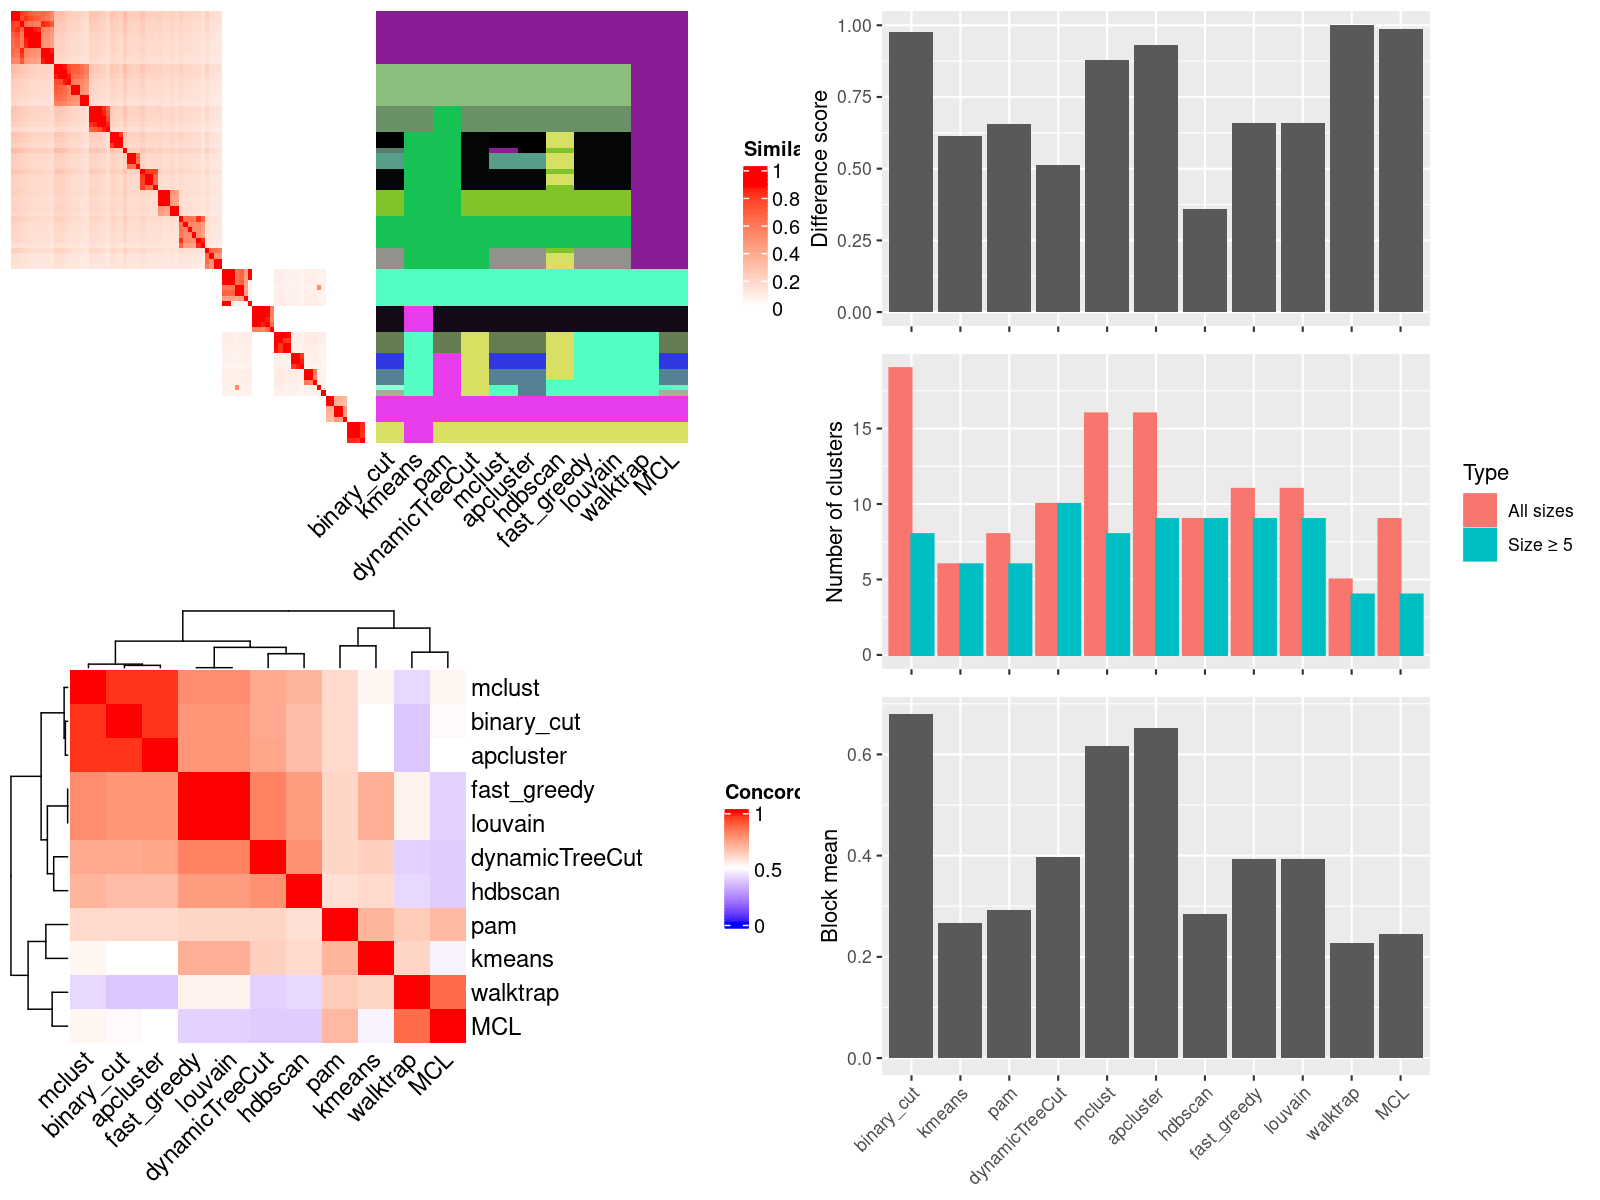 Simila
1
0.8
0.6
0.4
0.2
0
binary_cut
kmeans
pam
dynamicTreeCut
mclust
apcluster
hdbscan
fast_greedy
louvain
walktrap
MCL
mclust
binary_cut
apcluster
fast_greedy
louvain
dynamicTreeCut
hdbscan
pam
kmeans
walktrap
MCL
mclust
binary_cut
apcluster
fast_greedy
louvain
dynamicTreeCut
hdbscan
pam
kmeans
walktrap
MCL
Concord
1
0.5
0
Difference score
1.00
0.75
0.50
0.25
0.00
Number of clusters
15
10
5
0
Type
All sizes
Size ≥ 5
Block mean
0.6
0.4
0.2
0.0
binary_cut
kmeans
pam
dynamicTreeCut
mclust
apcluster
hdbscan
fast_greedy
louvain
walktrap
MCL